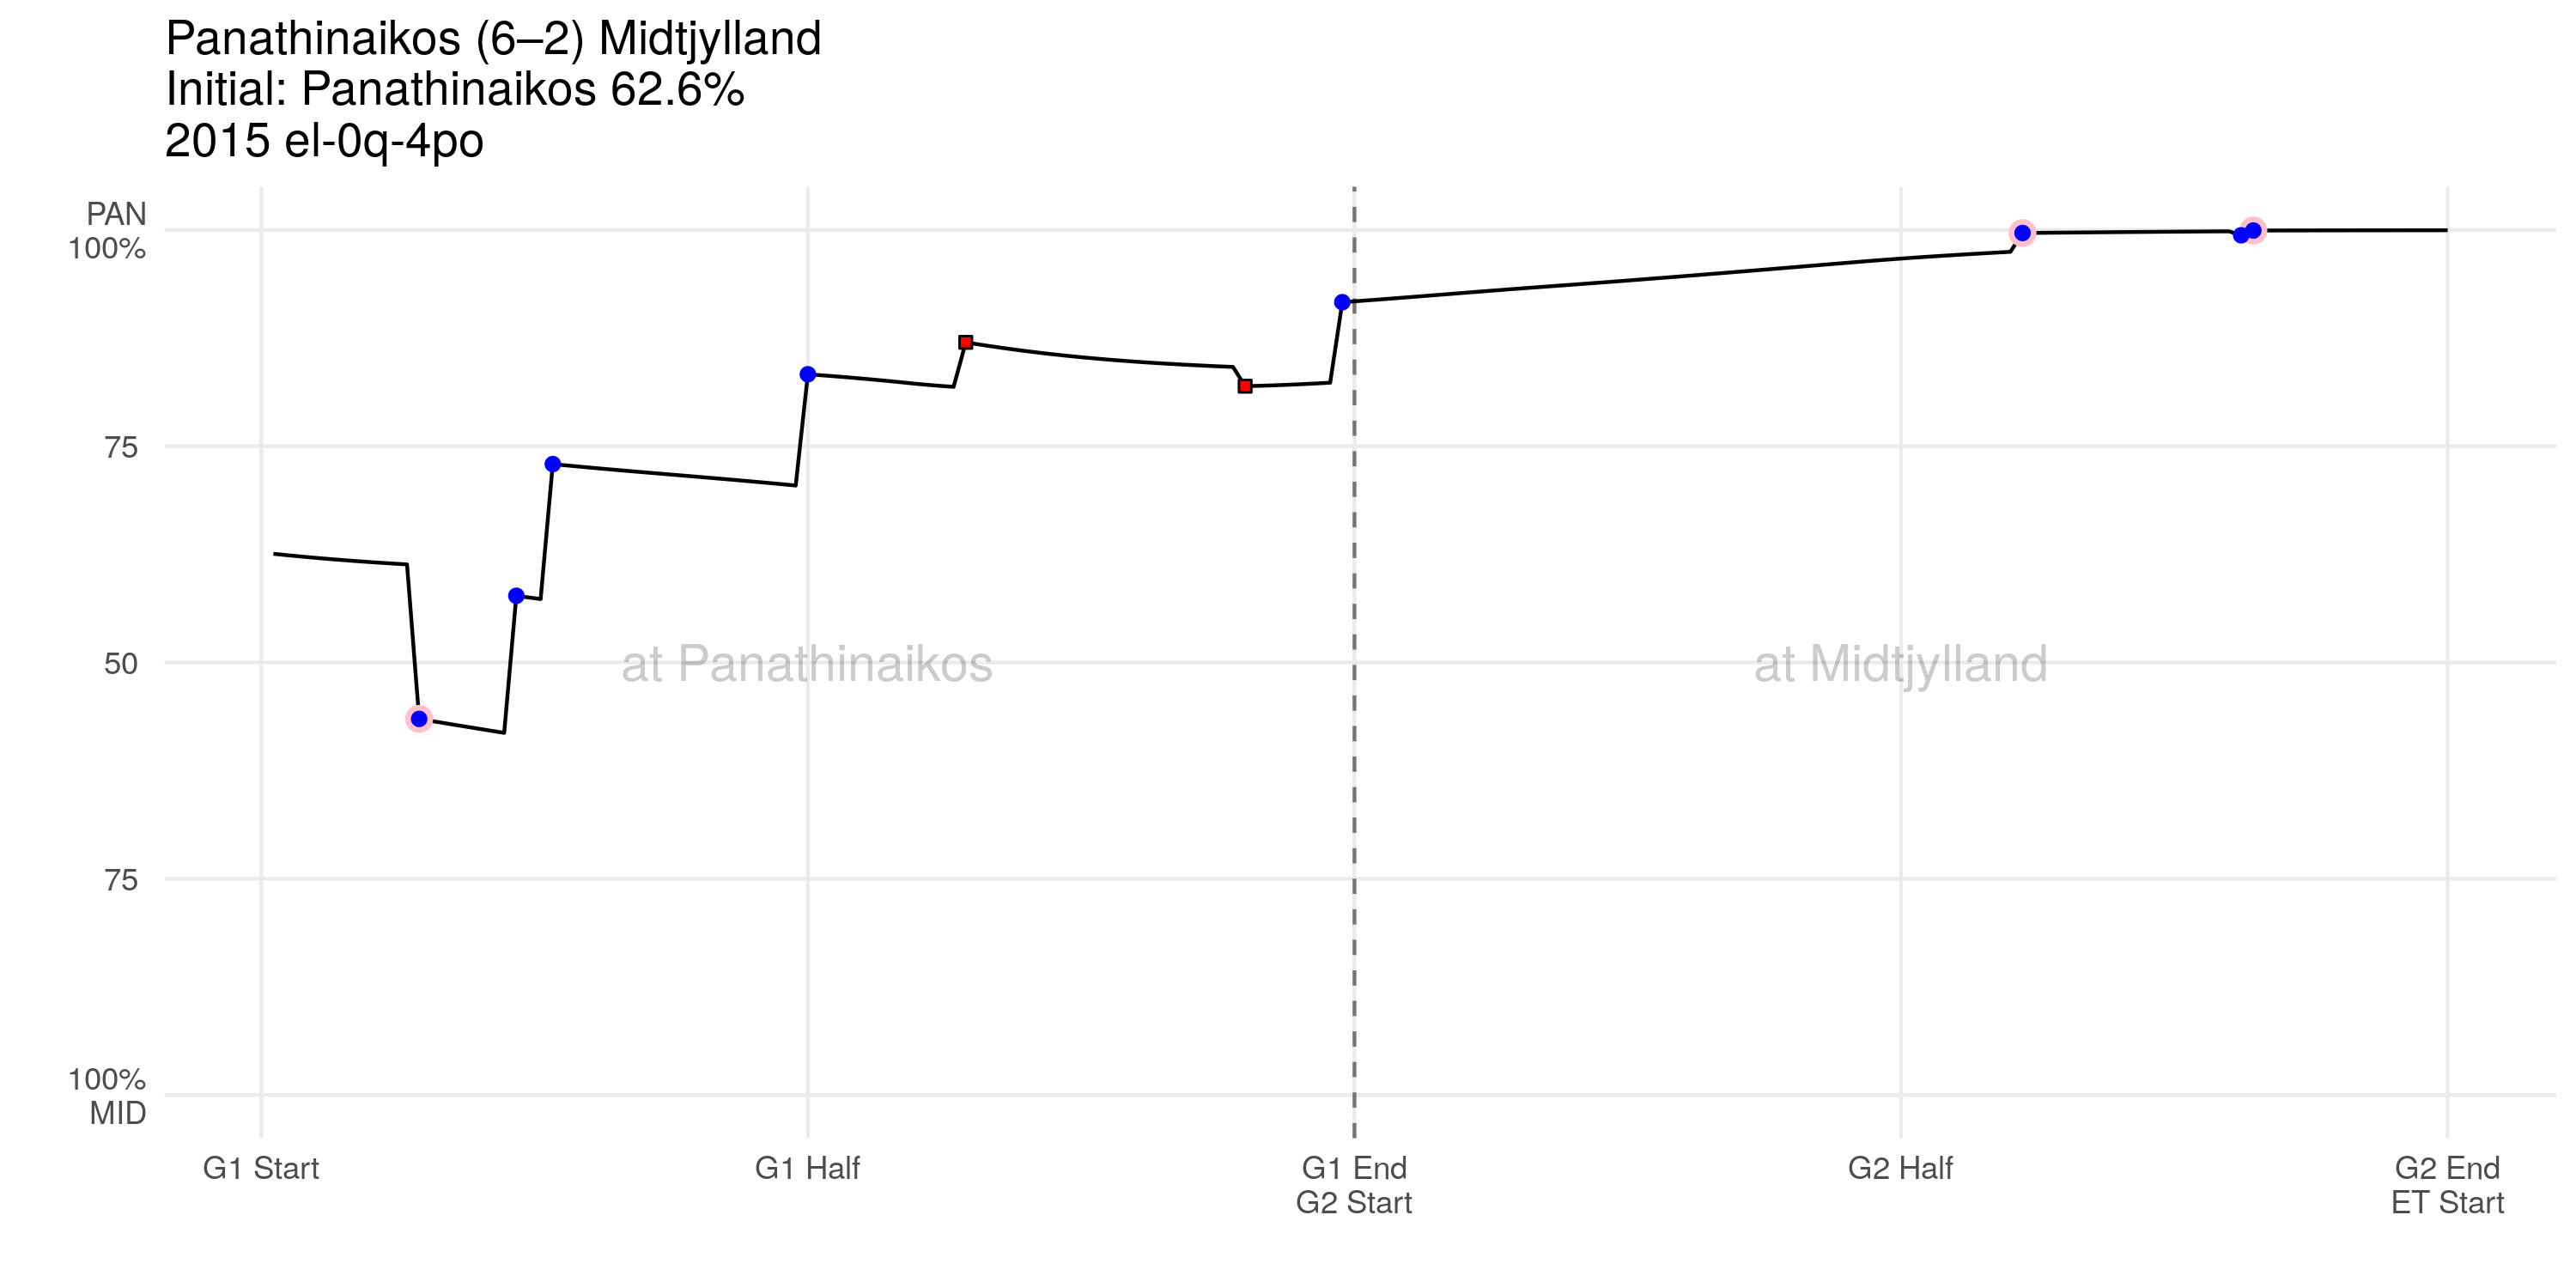 Panathinaikos (6–2) Midtjylland
Initial: Panathinaikos 62.6%
2015 el-0q-4po
PAN
100%
75
50
75
100%
MID
at Panathinaikos
at Midtjylland
G1 Start
G1 Half
G1 End
G2 Start
G2 Half
G2 End
ET Start